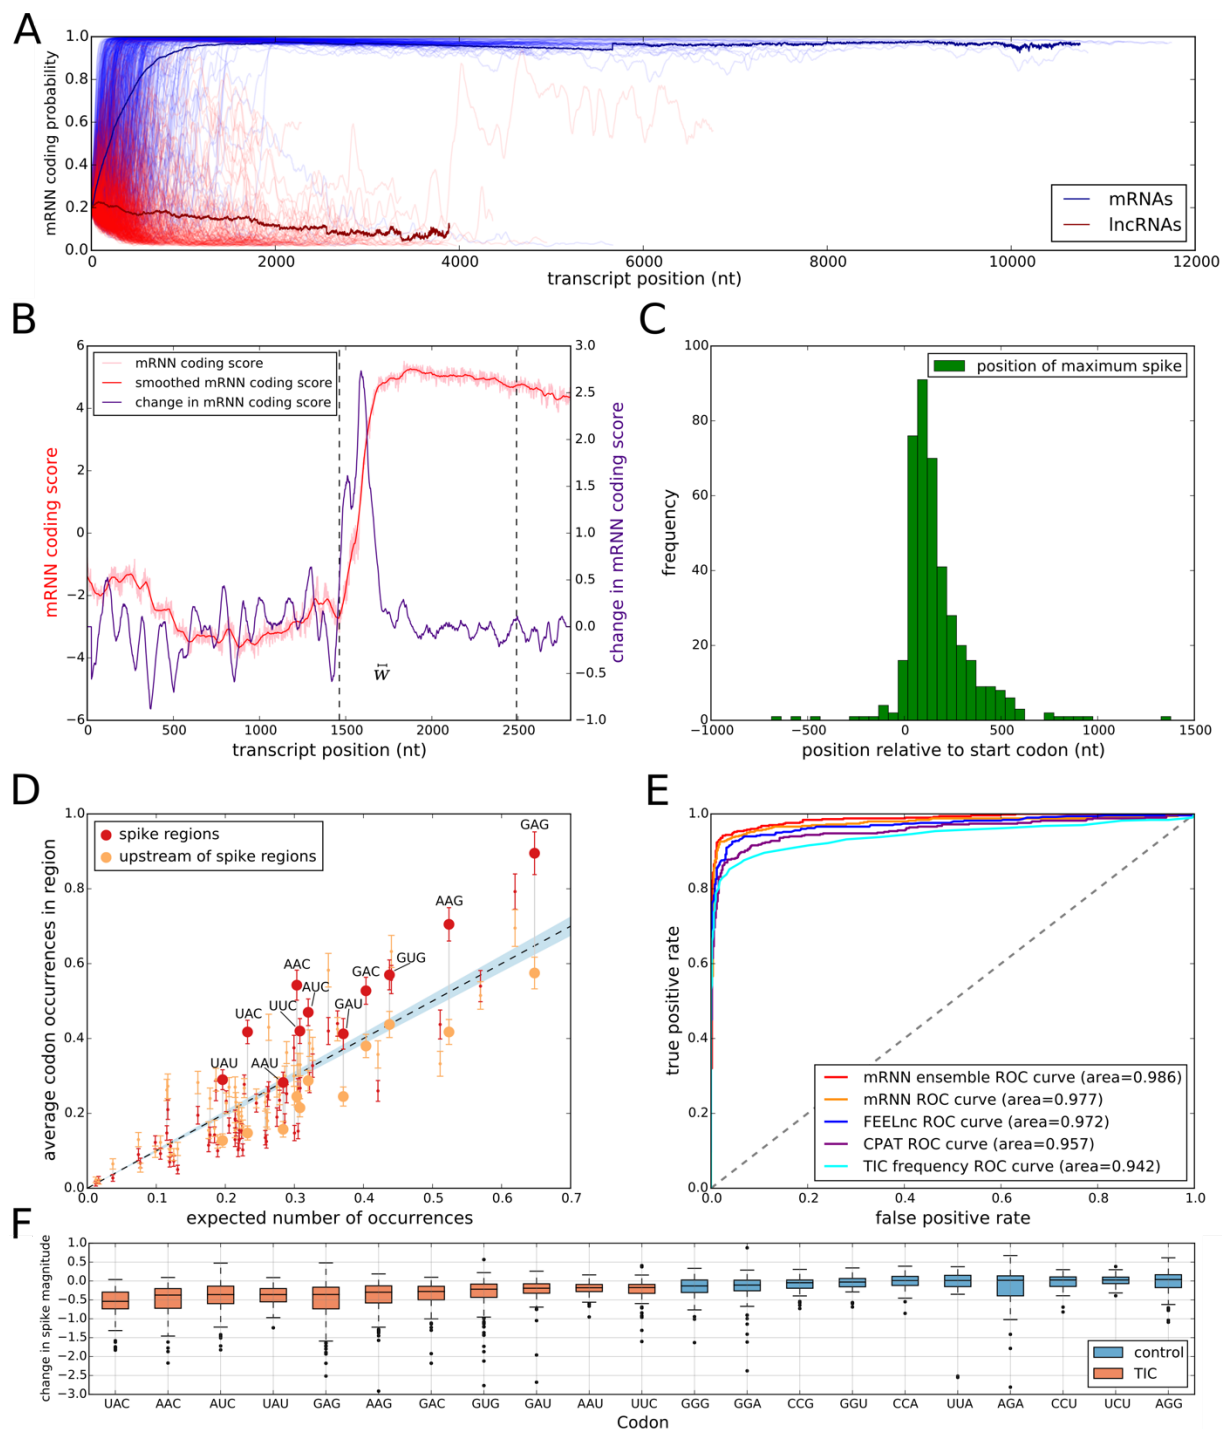 A
mRNN coding probability
1.0
0.8
0.6
0.4
0.2
0.0
mRNAs
lncRNAs
0 2000 4000 6000 8000 10000 12000
transcript position (nt)
B
mRNN coding score
smoothed mRNN coding score
change in mRNN coding score
6
4
2
0
−2
−4
−6
mRNN coding score
3.0
2.5
2.0
1.5
1.0
0.5
0.0
−0.5
−1.0
change in mRNN coding score
w
0 500 1000 1500 2000 2500
transcript position (nt)
C
position of maximum spike
100
80
60
40
20
0
frequency
−1000 −500 0 500 1000 1500
position relative to start codon (nt)
D
spike regions
upstream of spike regions
1.0
0.8
0.6
0.4
0.2
0.0
average codon occurrences in region
GAG
AAG
GUG
AAC
GAC
AUC
UUC
GAU
UAC
UAU
AAU
0.0 0.1 0.2 0.3 0.4 0.5 0.6 0.7
expected number of occurrences
E
1.0
0.8
0.6
0.4
0.2
0.0
true positive rate
mRNN ensemble ROC curve (area=0.986)
mRNN ROC curve (area=0.977)
FEELnc ROC curve (area=0.972)
CPAT ROC curve (area=0.957)
TIC frequency ROC curve (area=0.942)
0.0 0.2 0.4 0.6 0.8 1.0
false positive rate
F
change in spike magnitude
1.0
0.5
0.0
−0.5
−1.0
−1.5
−2.0
−2.5
−3.0
control
TIC
UAC AAC AUC UAU GAG AAG GAC GUG GAU AAU UUC GGG GGA CCG GGU CCA UUA AGA CCU UCU AGG
Codon